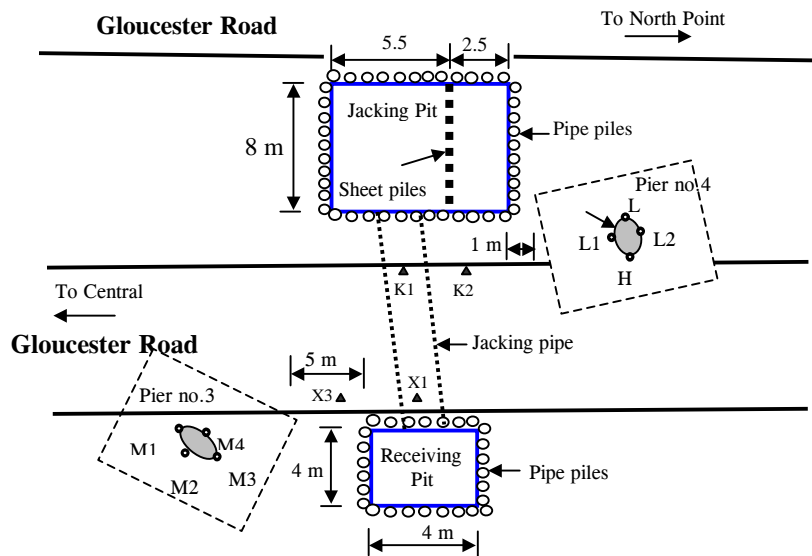 Gloucester Road
To North Point
5.5
2.5
Jacking Pit
8 m
Pipe piles
Sheet piles
Pier no.4
L
L1
L2
H
1 m
K1
K2
To Central
Gloucester Road
Jacking pipe
5 m
Pier no.3
X3
X1
M1
M4
M2
M3
4 m
Receiving
Pit
Pipe piles
4 m